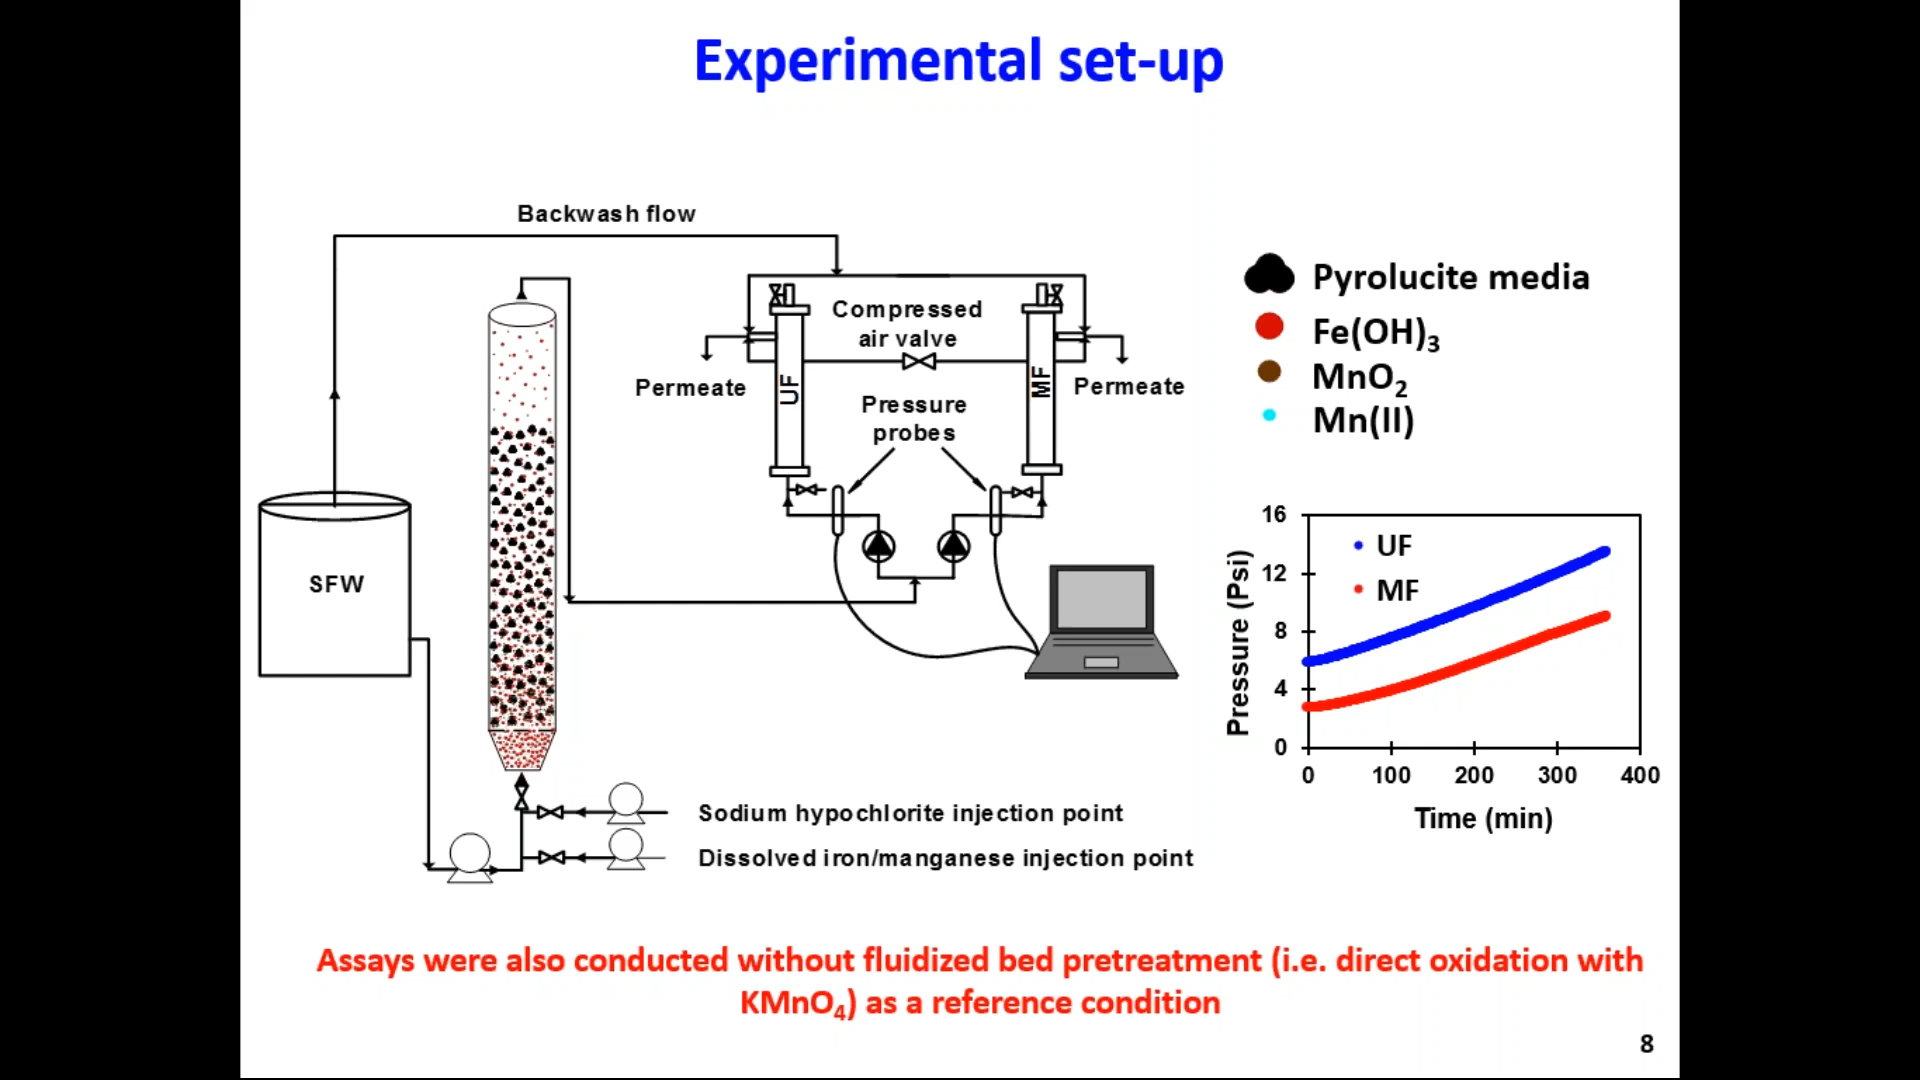 Experimental set-up
Backwash flow
Compressed
air valve
Permeate
UF
MF
Permeate
Pressure
probes
SFW
Sodium hypochlorite injection point
Dissolved iron/manganese injection point
Pyrolucite media
Fe(OH)₃
MnO₂
Mn(II)
Pressure (Psi)
16
12
8
4
0
UF
MF
0 100 200 300 400
Time (min)
Assays were also conducted without fluidized bed pretreatment (i.e. direct oxidation with
KMnO₄) as a reference condition
8